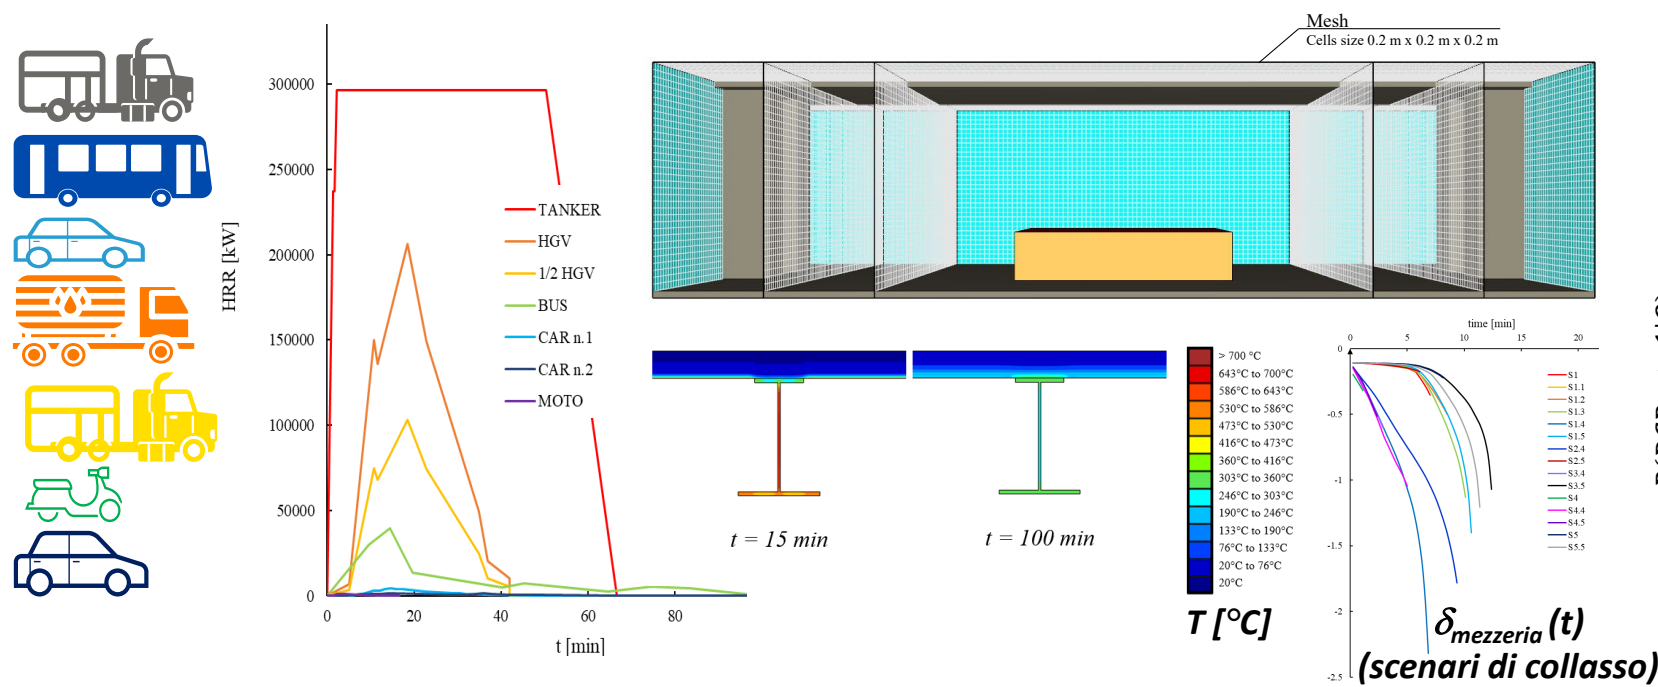 HRR [kW]
300000
250000
200000
150000
100000
50000
0
0
20
40
60
80
t [min]
TANKER
HGV
1/2 HGV
BUS
CAR n.1
CAR n.2
MOTO
Mesh
Cells size 0.2 m x 0.2 m x 0.2 m
t = 15 min
t = 100 min
> 700 °C
643°C to 700°C
586°C to 643°C
530°C to 586°C
473°C to 530°C
416°C to 473°C
360°C to 416°C
303°C to 360°C
246°C to 303°C
190°C to 246°C
133°C to 190°C
76°C to 133°C
20°C to 76°C
20°C
T [°C]
time [min]
0
5
10
15
20
0
-0.5
-1
-1.5
-2
-2.5
S1
S1.1
S1.2
S1.3
S1.4
S1.5
S2.4
S2.5
S3.4
S3.5
S4
S4.4
S4.5
S5
S5.5
δmezzeria (t)
(scenari di collasso)